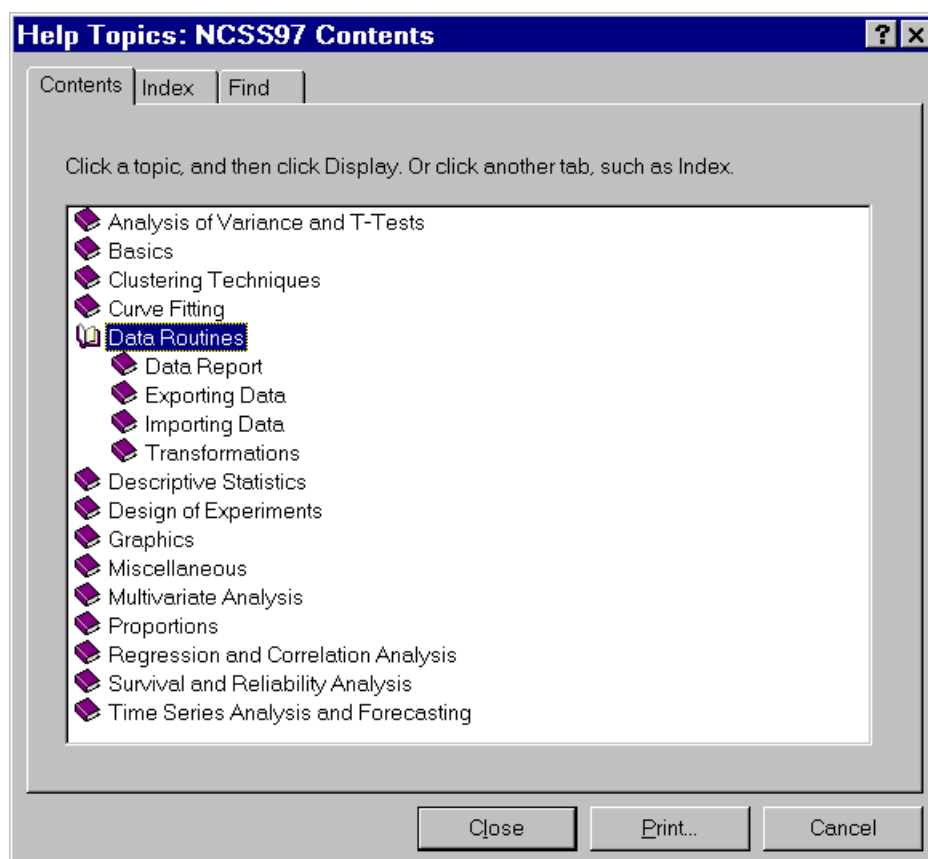 Help Topics: NCSS97 Contents
? ×
Contents Index Find
Click a topic, and then click Display. Or click another tab, such as Index.
Analysis of Variance and T-Tests
Basics
Clustering Techniques
Curve Fitting
Data Routines
Data Report
Exporting Data
Importing Data
Transformations
Descriptive Statistics
Design of Experiments
Graphics
Miscellaneous
Multivariate Analysis
Proportions
Regression and Correlation Analysis
Survival and Reliability Analysis
Time Series Analysis and Forecasting
Close Print... Cancel